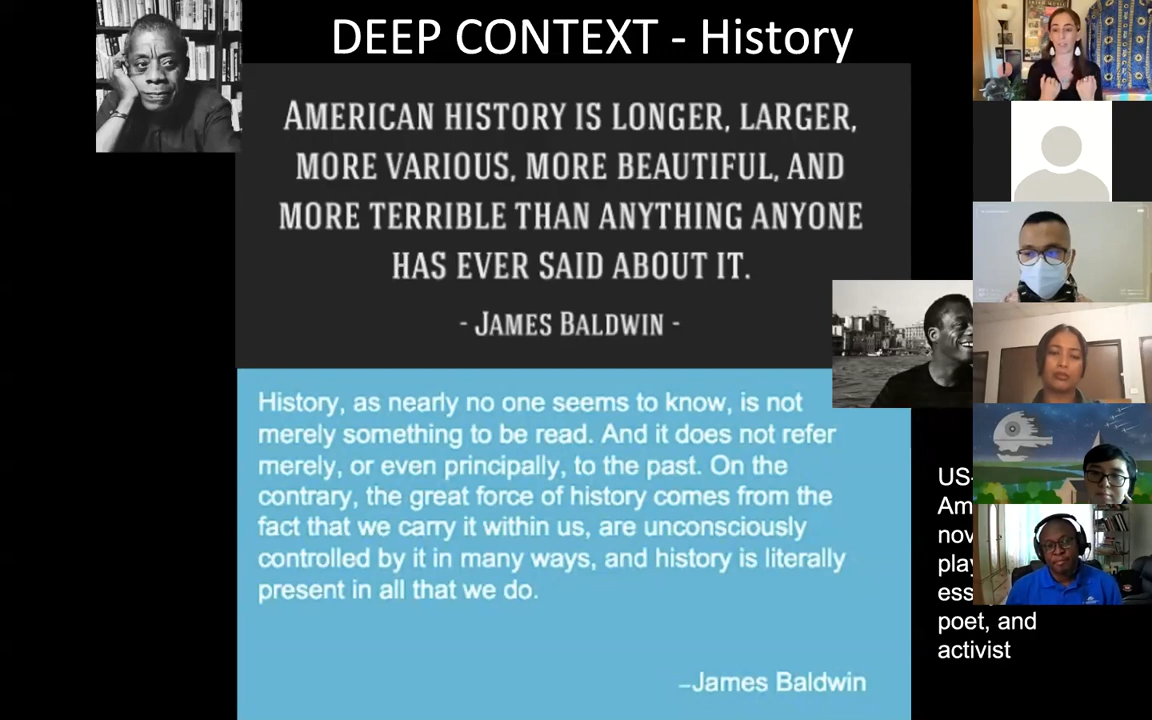 DEEP CONTEXT - History
AMERICAN HISTORY IS LONGER, LARGER,
MORE VARIOUS, MORE BEAUTIFUL, AND
MORE TERRIBLE THAN ANYTHING ANYONE
HAS EVER SAID ABOUT IT.
- JAMES BALDWIN -
History, as nearly no one seems to know, is not
merely something to be read. And it does not refer
merely, or even principally, to the past. On the
contrary, the great force of history comes from the
fact that we carry it within us, are unconsciously
controlled by it in many ways, and history is literally
present in all that we do.
–James Baldwin
US-
Am
nov
play
ess
poet, and
activist